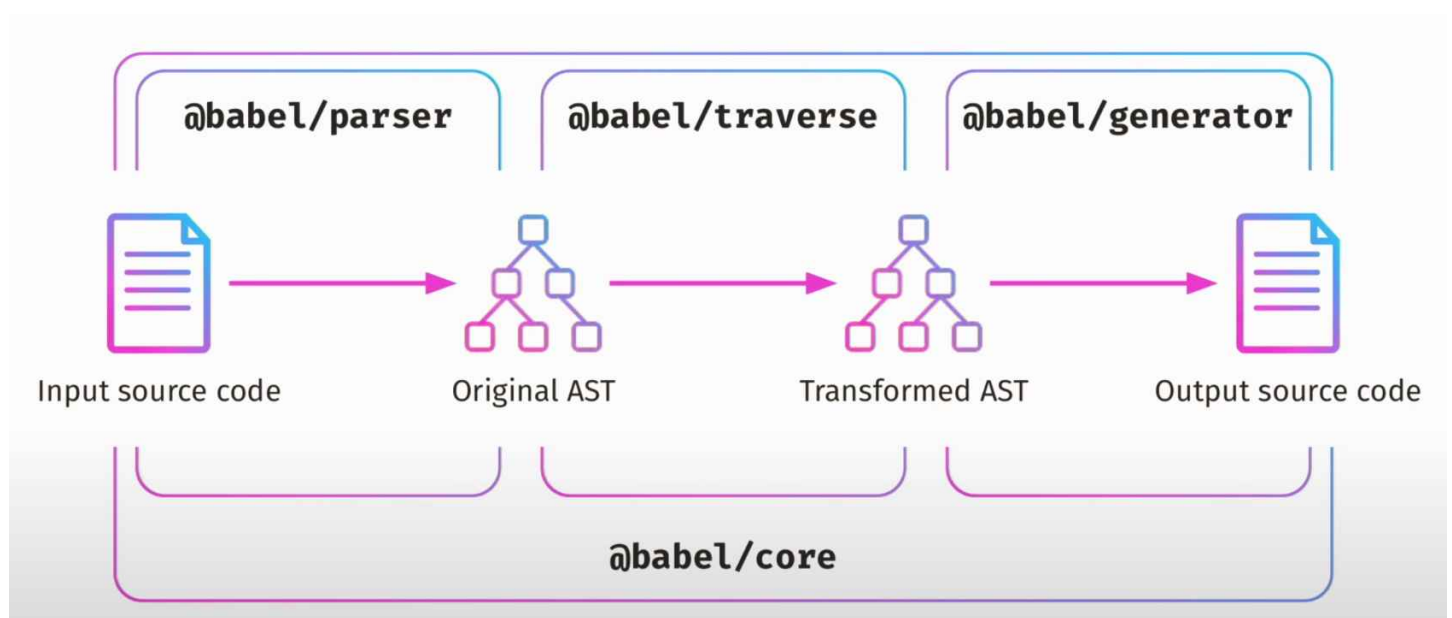 @babel/parser
@babel/traverse
@babel/generator
Input source code
Original AST
Transformed AST
Output source code
@babel/core